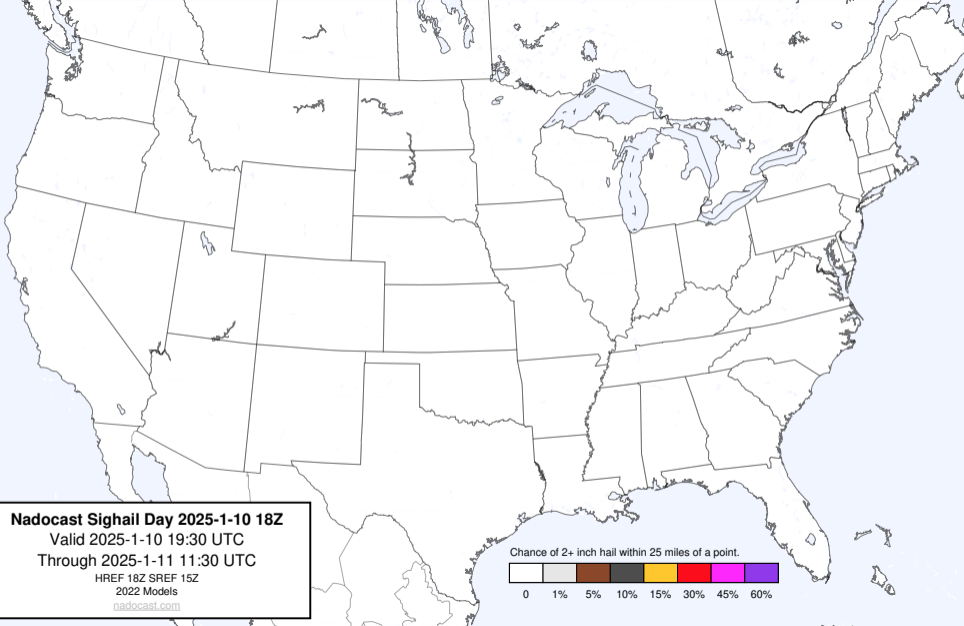 Nadocast Sighail Day 2025-1-10 18Z
Valid 2025-1-10 19:30 UTC
Through 2025-1-11 11:30 UTC
HREF 18Z SREF 15Z
2022 Models
nadocast.com
Chance of 2+ inch hail within 25 miles of a point.
0 1% 5% 10% 15% 30% 45% 60%